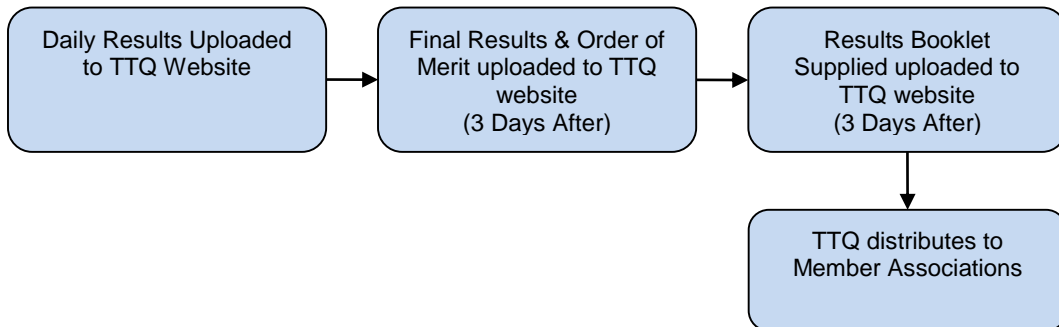 Daily Results Uploaded
to TTQ Website
Final Results & Order of
Merit uploaded to TTQ
website
(3 Days After)
Results Booklet
Supplied uploaded to
TTQ website
(3 Days After)
TTQ distributes to
Member Associations